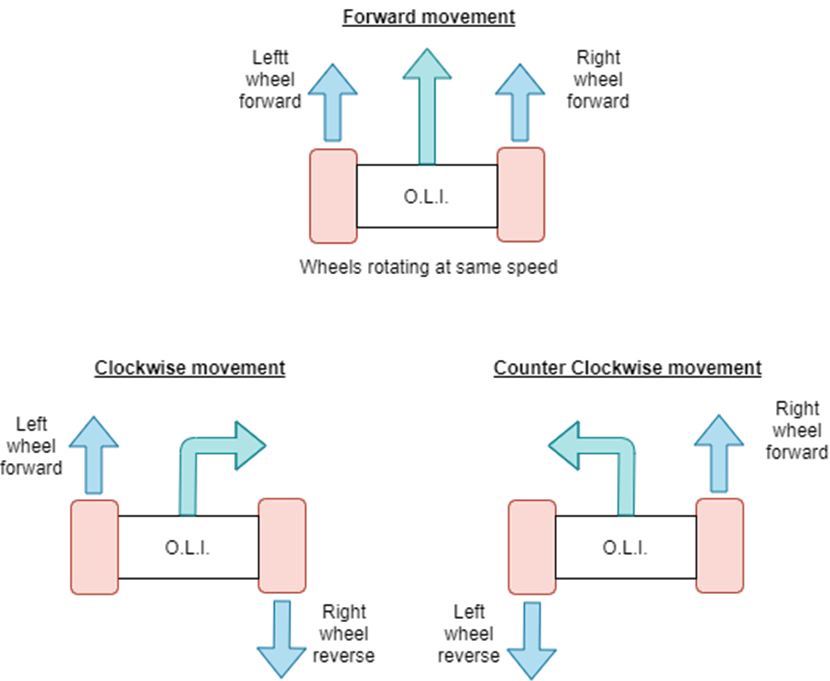 Forward movement
Leftt
wheel
forward
Right
wheel
forward
O.L.I.
Wheels rotating at same speed
Clockwise movement
Left
wheel
forward
O.L.I.
Right
wheel
reverse
Counter Clockwise movement
Right
wheel
forward
O.L.I.
Left
wheel
reverse